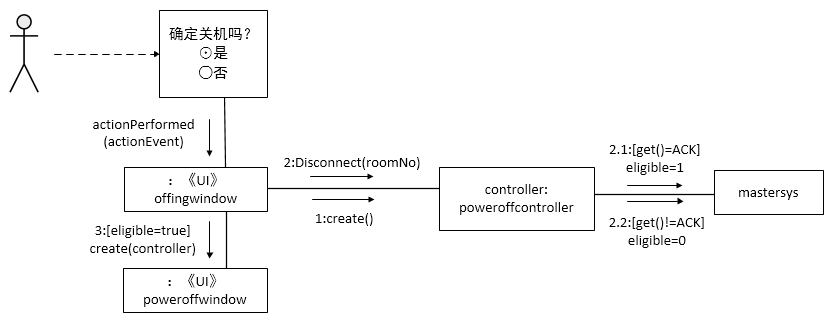 确定关机吗？
⊙是
○否
actionPerformed
(actionEvent)
：《UI》
offingwindow
2:Disconnect(roomNo)
1:create()
controller:
poweroffcontroller
2.1:[get()=ACK]
eligible=1
mastersys
2.2:[get()!=ACK]
eligible=0
3:[eligible=true]
create(controller)
：《UI》
poweroffwindow